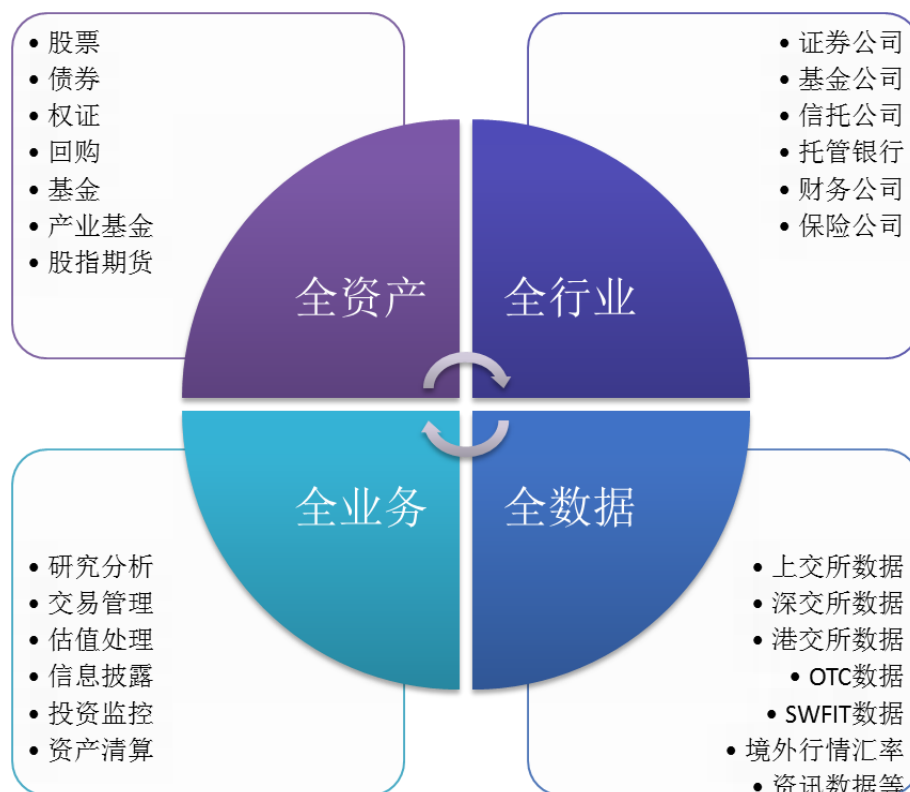 • 股票
• 债券
• 权证
• 回购
• 基金
• 产业基金
• 股指期货
• 证券公司
• 基金公司
• 信托公司
• 托管银行
• 财务公司
• 保险公司
全资产
全行业
全业务
全数据
• 研究分析
• 交易管理
• 估值处理
• 信息披露
• 投资监控
• 资产清算
• 上交所数据
• 深交所数据
• 港交所数据
• OTC数据
• SWFIT数据
• 境外行情汇率
• 资讯数据等